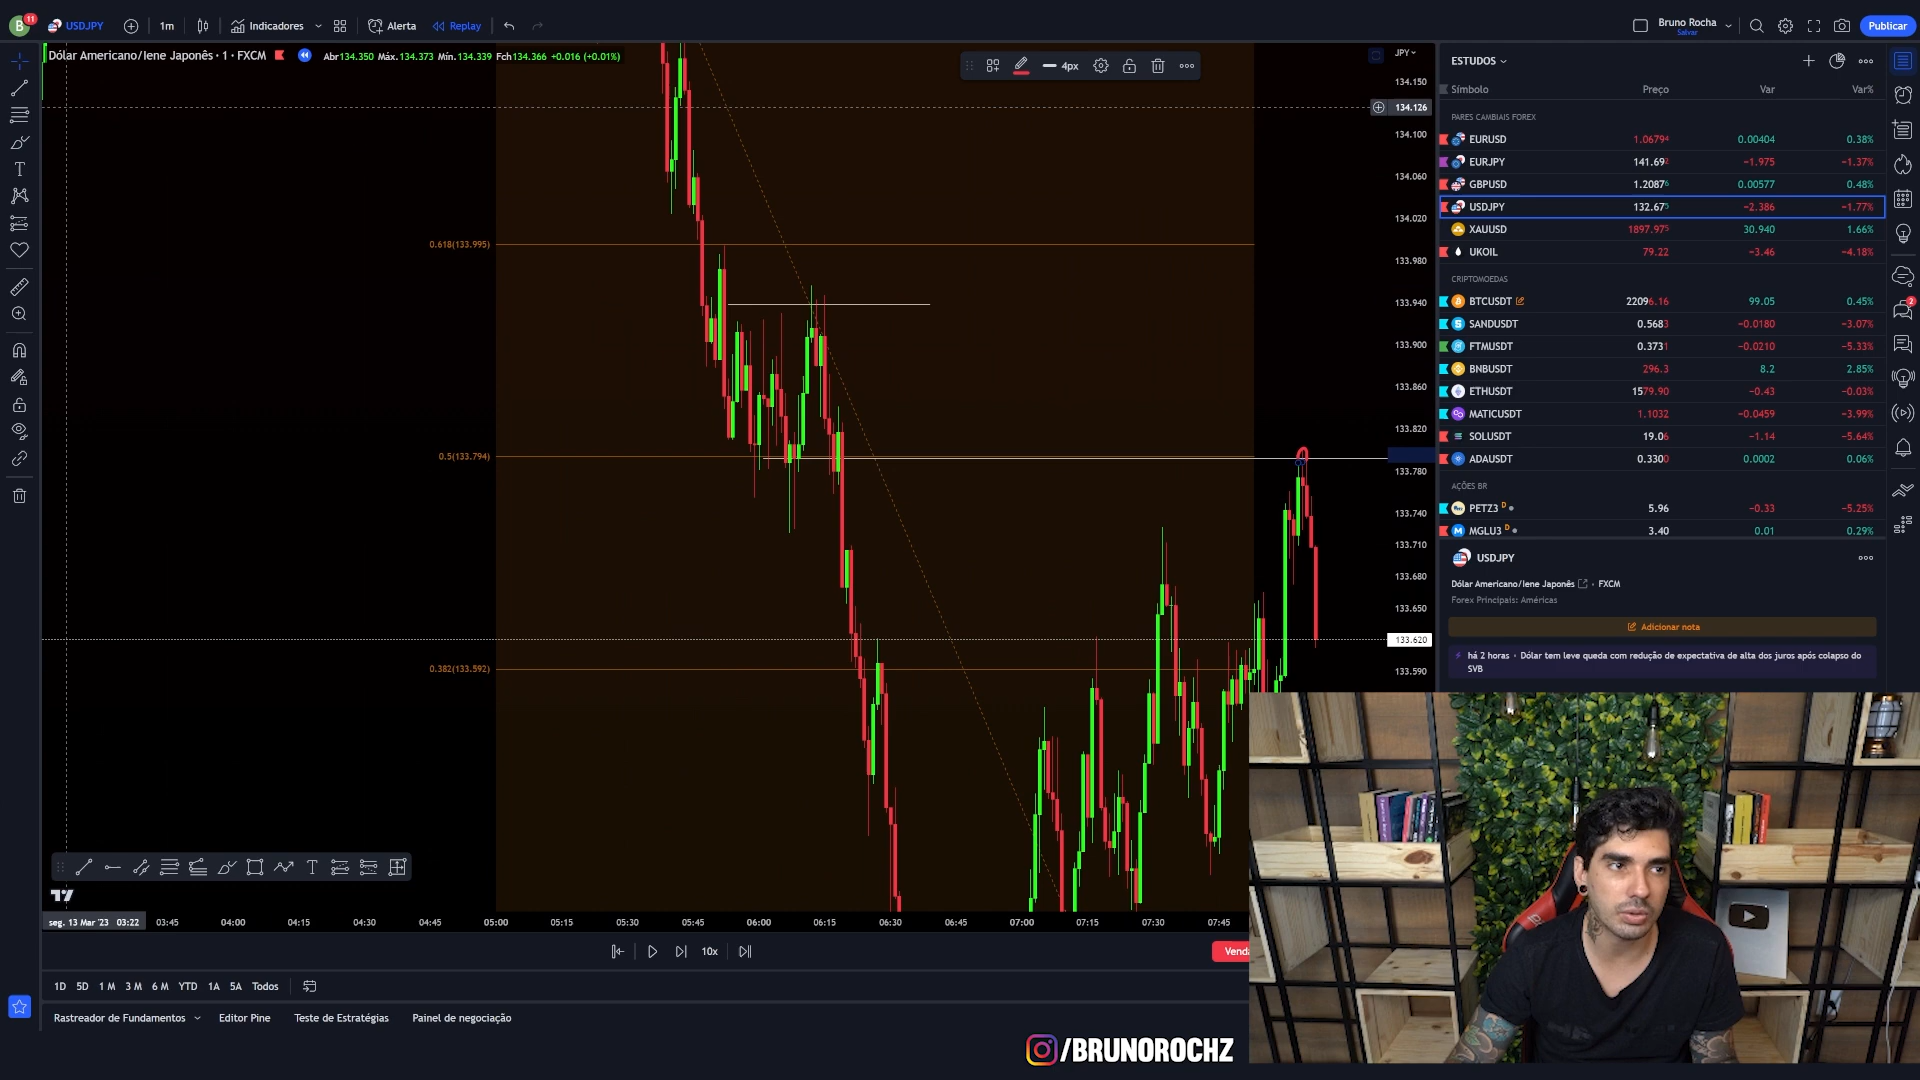 B 11 USDJPY 1m Indicadores Alerta Replay Bruno Rocha Salvar Publicar
Dólar Americano/Iene Japonês · 1 · FXCM Abr134.350 Máx.134.373 Mín.134.339 Fch134.366 +0.016 (+0.01%)
4px
JPY
134.150
134.126
134.100
134.060
134.020
133.980
133.940
133.900
133.860
133.820
133.780
133.740
133.710
133.680
133.650
133.620
133.590
0.618(133.995)
0.5(133.794)
0.382(133.592)
seg. 13 Mar '23 03:22 03:45 04:00 04:15 04:30 04:45 05:00 05:15 05:30 05:45 06:00 06:15 06:30 06:45 07:00 07:15 07:30 07:45
10x
Venda
1D 5D 1M 3M 6M YTD 1A 5A Todos
Rastreador de Fundamentos Editor Pine Teste de Estratégias Painel de negociação
ESTUDOS
Símbolo Preço Var Var%
PARES CAMBIAIS FOREX
EURUSD 1.06794 0.00404 0.38%
EURJPY 141.692 −1.975 −1.37%
GBPUSD 1.20876 0.00577 0.48%
USDJPY 132.675 −2.386 −1.77%
XAUUSD 1897.975 30.940 1.66%
UKOIL 79.22 −3.46 −4.18%
CRIPTOMOEDAS
BTCUSDT 22096.16 99.05 0.45%
SANDUSDT 0.5683 −0.0180 −3.07%
FTMUSDT 0.3731 −0.0210 −5.33%
BNBUSDT 296.3 8.2 2.85%
ETHUSDT 1579.90 −0.43 −0.03%
MATICUSDT 1.1032 −0.0459 −3.99%
SOLUSDT 19.06 −1.14 −5.64%
ADAUSDT 0.3300 0.0002 0.06%
AÇÕES BR
PETZ3 D 5.96 −0.33 −5.25%
MGLU3 D 3.40 0.01 0.29%
2
USDJPY
Dólar Americano/Iene Japonês · FXCM
Forex Principais: Américas
Adicionar nota
há 2 horas · Dólar tem leve queda com redução de expectativa de alta dos juros após colapso do
SVB
/BRUNOROCHZ